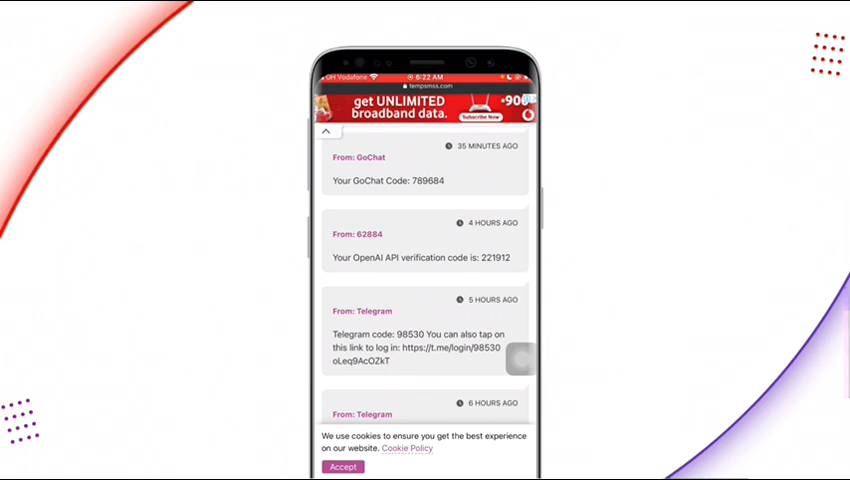 GH Vodafone 6:22 AM
tempsmss.com
get UNLIMITED
broadband data.
Subscribe Now
35 MINUTES AGO
From: GoChat
Your GoChat Code: 789684
4 HOURS AGO
From: 62884
Your OpenAI API verification code is: 221912
5 HOURS AGO
From: Telegram
Telegram code: 98530 You can also tap on
this link to log in: https://t.me/login/98530
oLeq9AcOZkT
6 HOURS AGO
From: Telegram
We use cookies to ensure you get the best experience
on our website. Cookie Policy
Accept